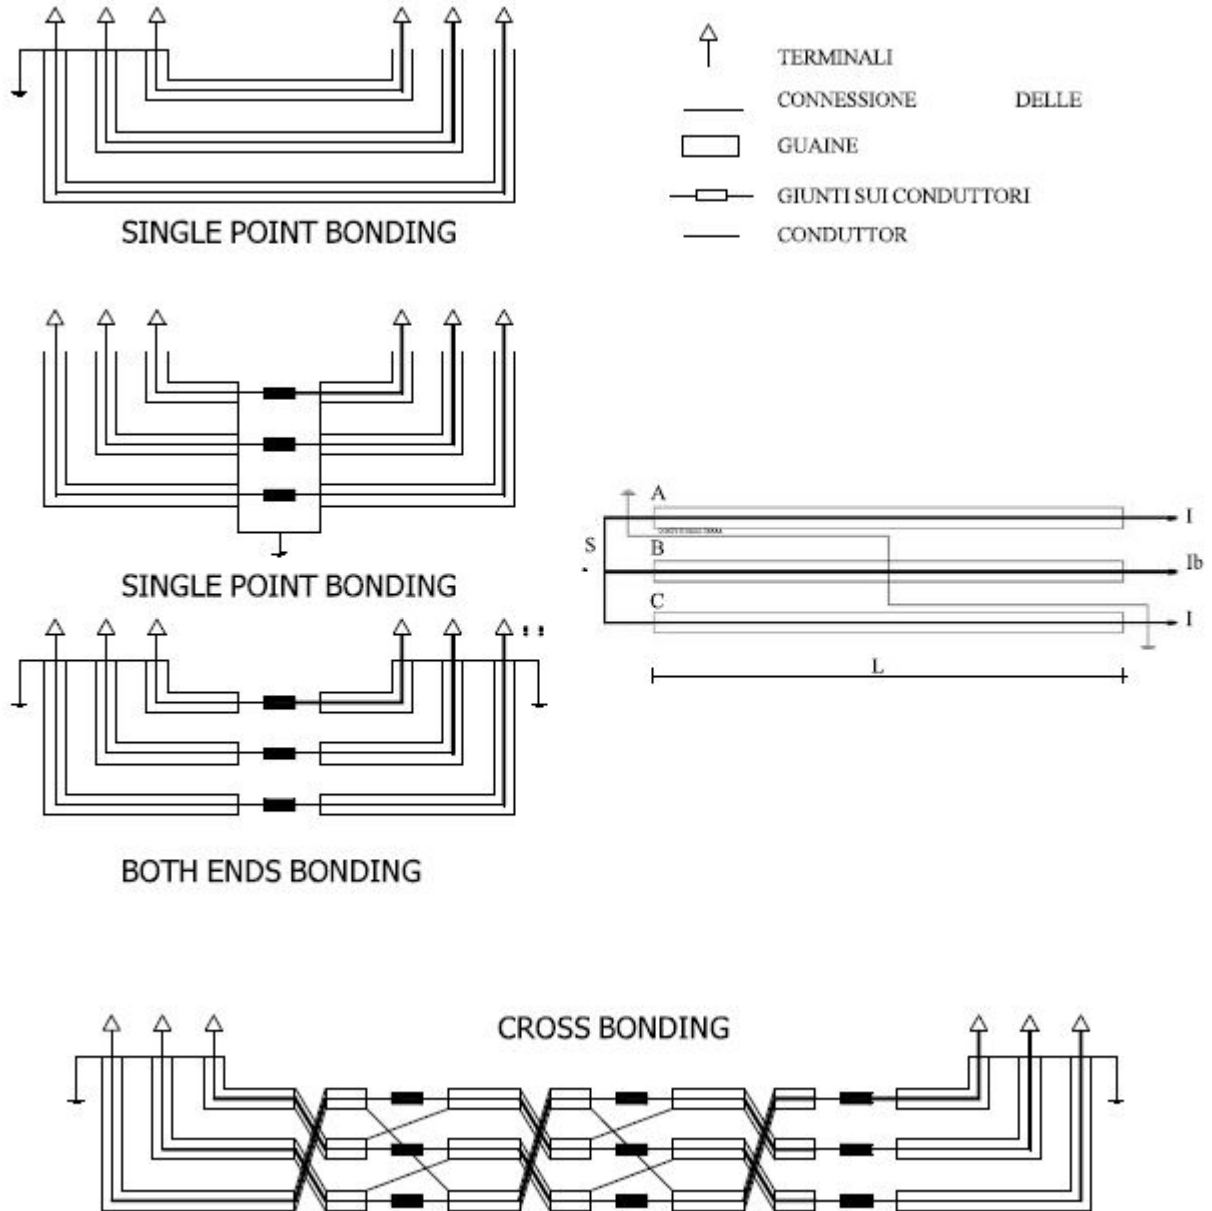 TERMINALI
CONNESSIONE DELLE
GUAINE
GIUNTI SUI CONDUTTORI
CONDUTTOR
SINGLE POINT BONDING
SINGLE POINT BONDING
BOTH ENDS BONDING
A
I
S
B
Ib
C
I
L
CROSS BONDING